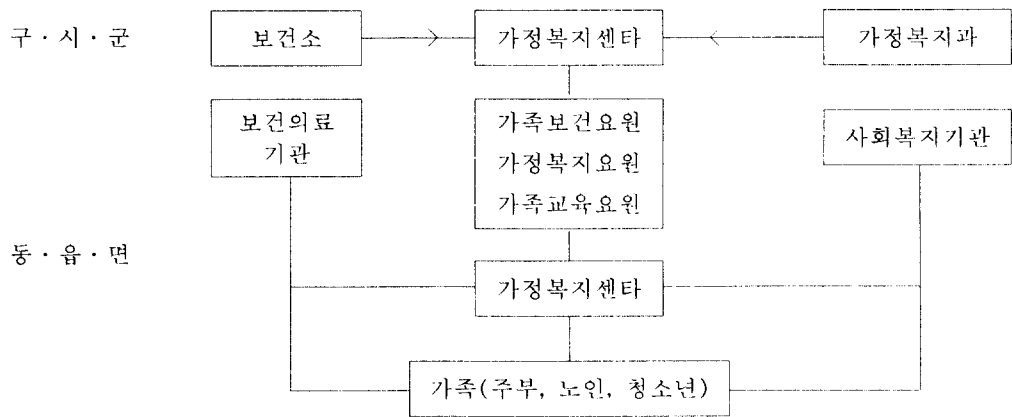 구·시·군
보건소
가정복지센타
가정복지과
보건의료
기관
가족보건요원
가정복지요원
가족교육요원
사회복지기관
동·읍·면
가정복지센타
가족(주부, 노인, 청소년)